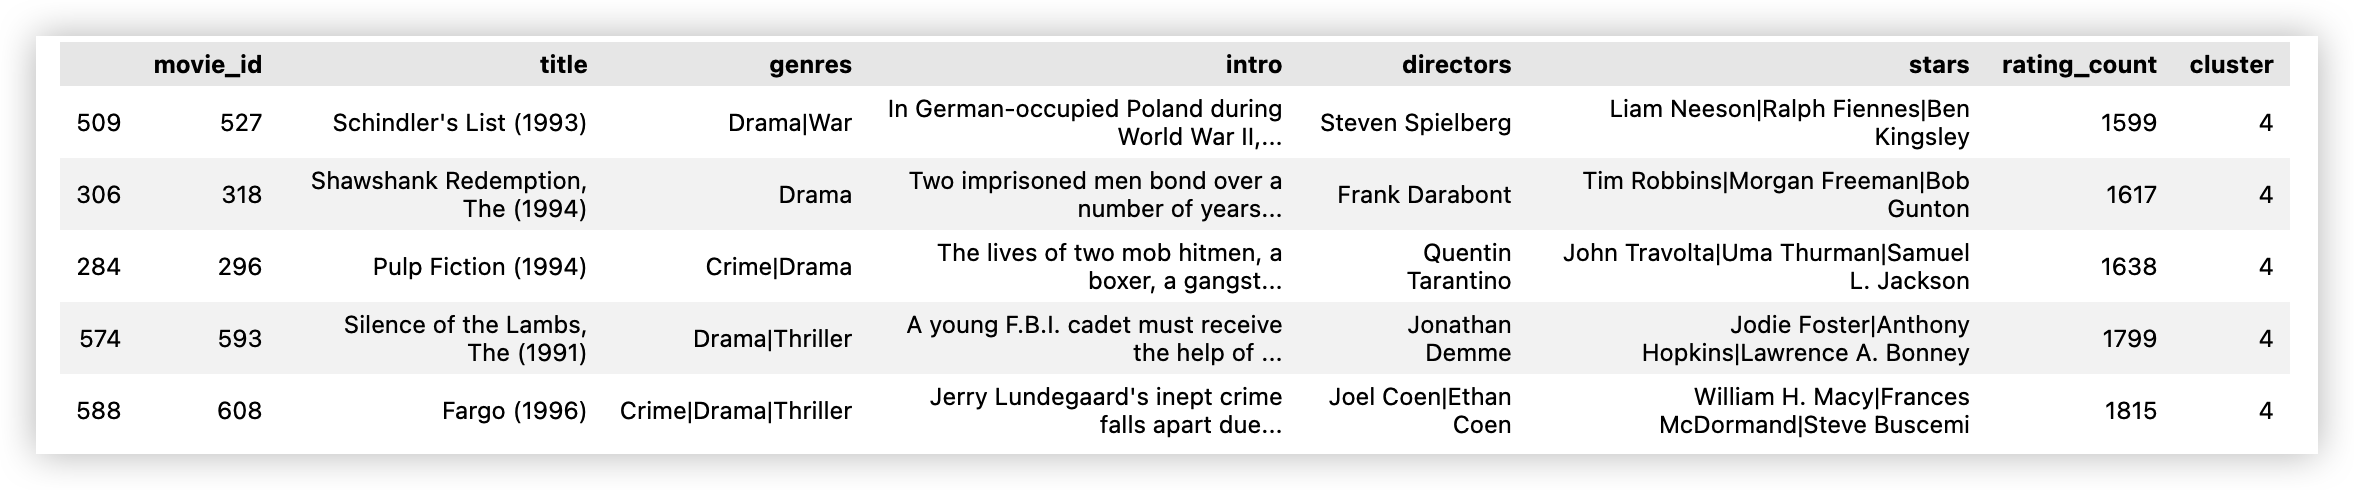 movie_id title genres intro directors stars rating_count cluster
509 527 Schindler's List (1993) Drama|War In German-occupied Poland during World War II,... Steven Spielberg Liam Neeson|Ralph Fiennes|Ben Kingsley 1599 4
306 318 Shawshank Redemption, The (1994) Drama Two imprisoned men bond over a number of years... Frank Darabont Tim Robbins|Morgan Freeman|Bob Gunton 1617 4
284 296 Pulp Fiction (1994) Crime|Drama The lives of two mob hitmen, a boxer, a gangst... Quentin Tarantino John Travolta|Uma Thurman|Samuel L. Jackson 1638 4
574 593 Silence of the Lambs, The (1991) Drama|Thriller A young F.B.I. cadet must receive the help of ... Jonathan Demme Jodie Foster|Anthony Hopkins|Lawrence A. Bonney 1799 4
588 608 Fargo (1996) Crime|Drama|Thriller Jerry Lundegaard's inept crime falls apart due... Joel Coen|Ethan Coen William H. Macy|Frances McDormand|Steve Buscemi 1815 4